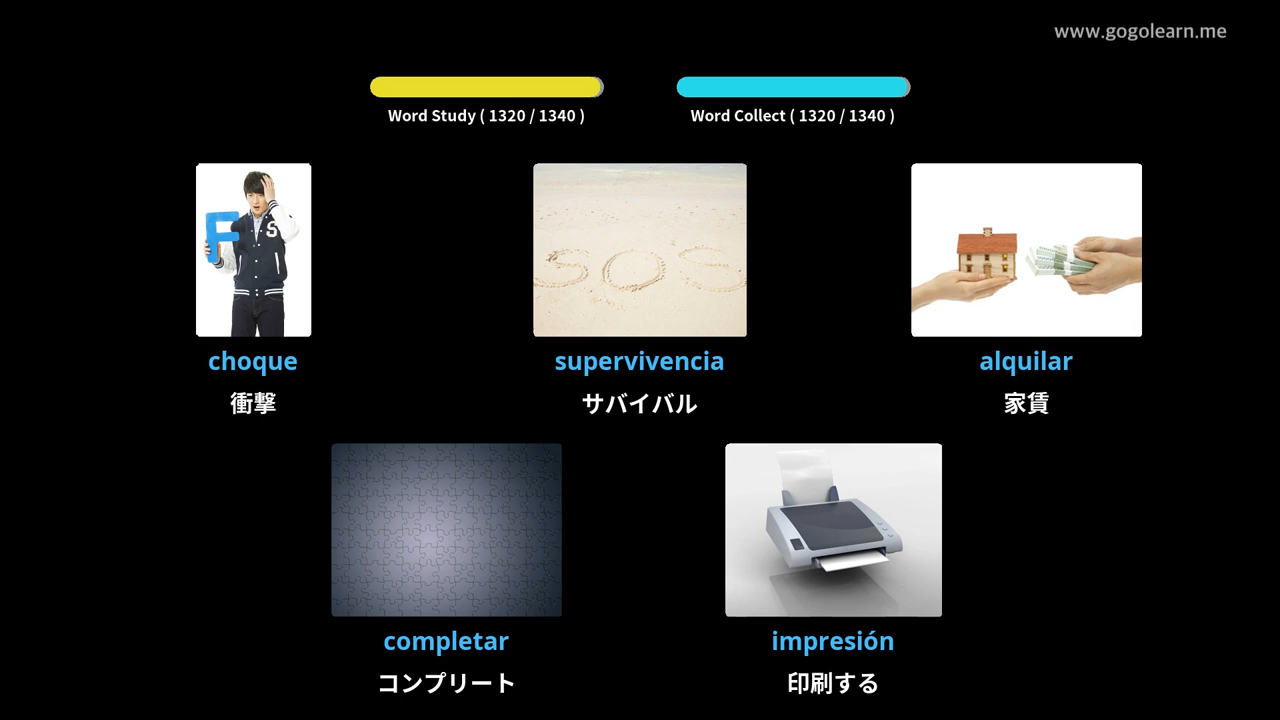 www.gogolearn.me
Word Study ( 1320 / 1340 )
Word Collect ( 1320 / 1340 )
F
S
SOS
choque
supervivencia
alquilar
衝撃
サバイバル
家賃
completar
impresión
コンプリート
印刷する